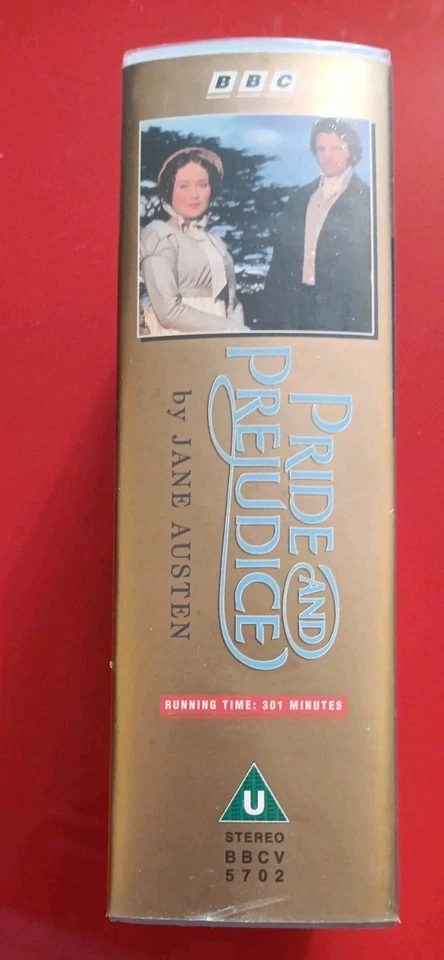 BBC
PRIDE AND
PREJUDICE
by JANE AUSTEN
RUNNING TIME: 301 MINUTES
U
STEREO
BBCV
5702